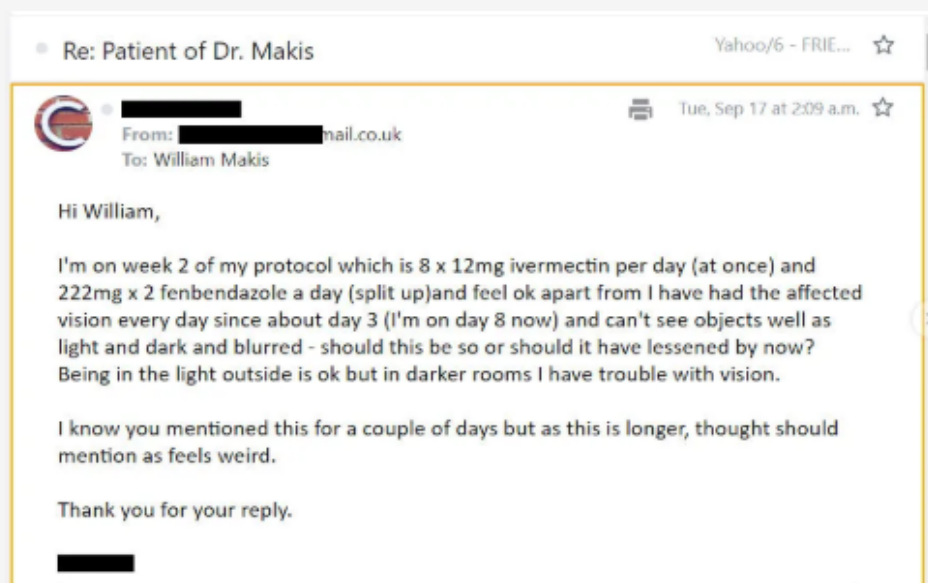 Re: Patient of Dr. Makis
Yahoo/6 - FRIE...
Tue, Sep 17 at 2:09 a.m.
From: mail.co.uk
To: William Makis
Hi William,
I'm on week 2 of my protocol which is 8 x 12mg ivermectin per day (at once) and
222mg x 2 fenbendazole a day (split up)and feel ok apart from I have had the affected
vision every day since about day 3 (I'm on day 8 now) and can't see objects well as
light and dark and blurred - should this be so or should it have lessened by now?
Being in the light outside is ok but in darker rooms I have trouble with vision.
I know you mentioned this for a couple of days but as this is longer, thought should
mention as feels weird.
Thank you for your reply.